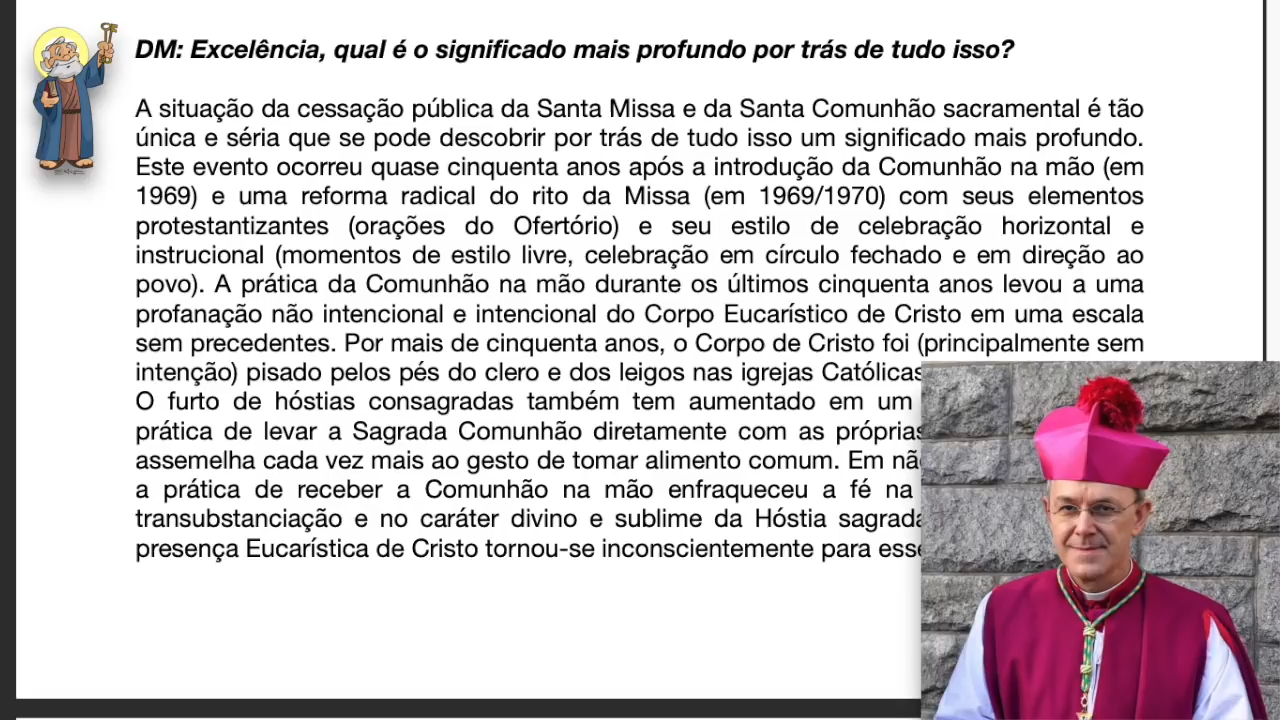 DM: Excelência, qual é o significado mais profundo por trás de tudo isso?
A situação da cessação pública da Santa Missa e da Santa Comunhão sacramental é tão
única e séria que se pode descobrir por trás de tudo isso um significado mais profundo.
Este evento ocorreu quase cinquenta anos após a introdução da Comunhão na mão (em
1969) e uma reforma radical do rito da Missa (em 1969/1970) com seus elementos
protestantizantes (orações do Ofertório) e seu estilo de celebração horizontal e
instrucional (momentos de estilo livre, celebração em círculo fechado e em direção ao
povo). A prática da Comunhão na mão durante os últimos cinquenta anos levou a uma
profanação não intencional e intencional do Corpo Eucarístico de Cristo em uma escala
sem precedentes. Por mais de cinquenta anos, o Corpo de Cristo foi (principalmente sem
intenção) pisado pelos pés do clero e dos leigos nas igrejas Católicas
O furto de hóstias consagradas também tem aumentado em um
prática de levar a Sagrada Comunhão diretamente com as próprias
assemelha cada vez mais ao gesto de tomar alimento comum. Em
a prática de receber a Comunhão na mão enfraqueceu a fé na
transubstanciação e no caráter divino e sublime da Hóstia sagrada
presença Eucarística de Cristo tornou-se inconscientemente para